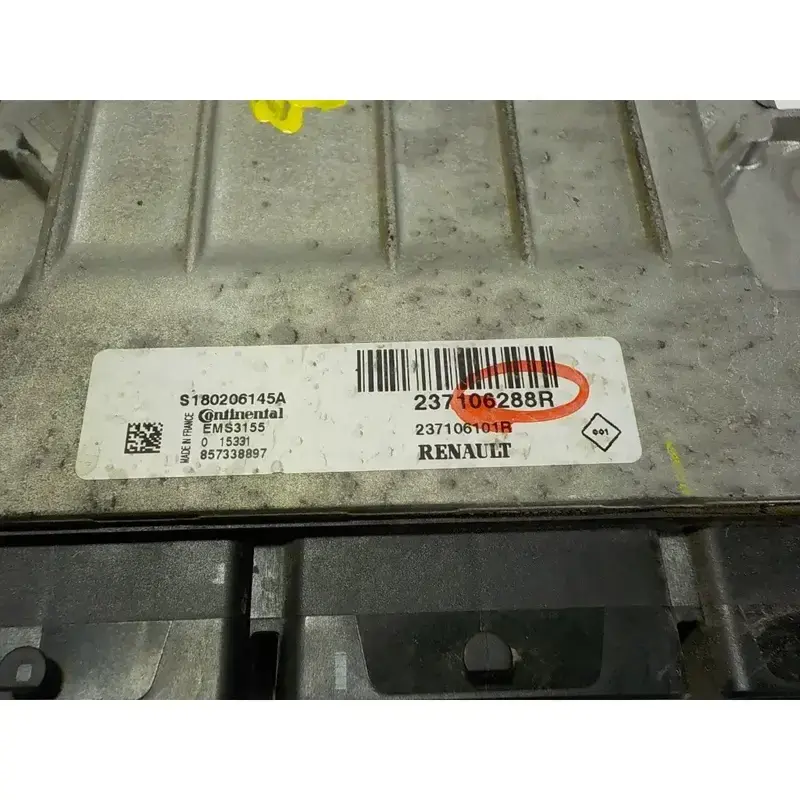 S180206145A
Continental
EMS3155
0 15331
857338897
MADE IN FRANCE
237106288R
237106101R
RENAULT
001